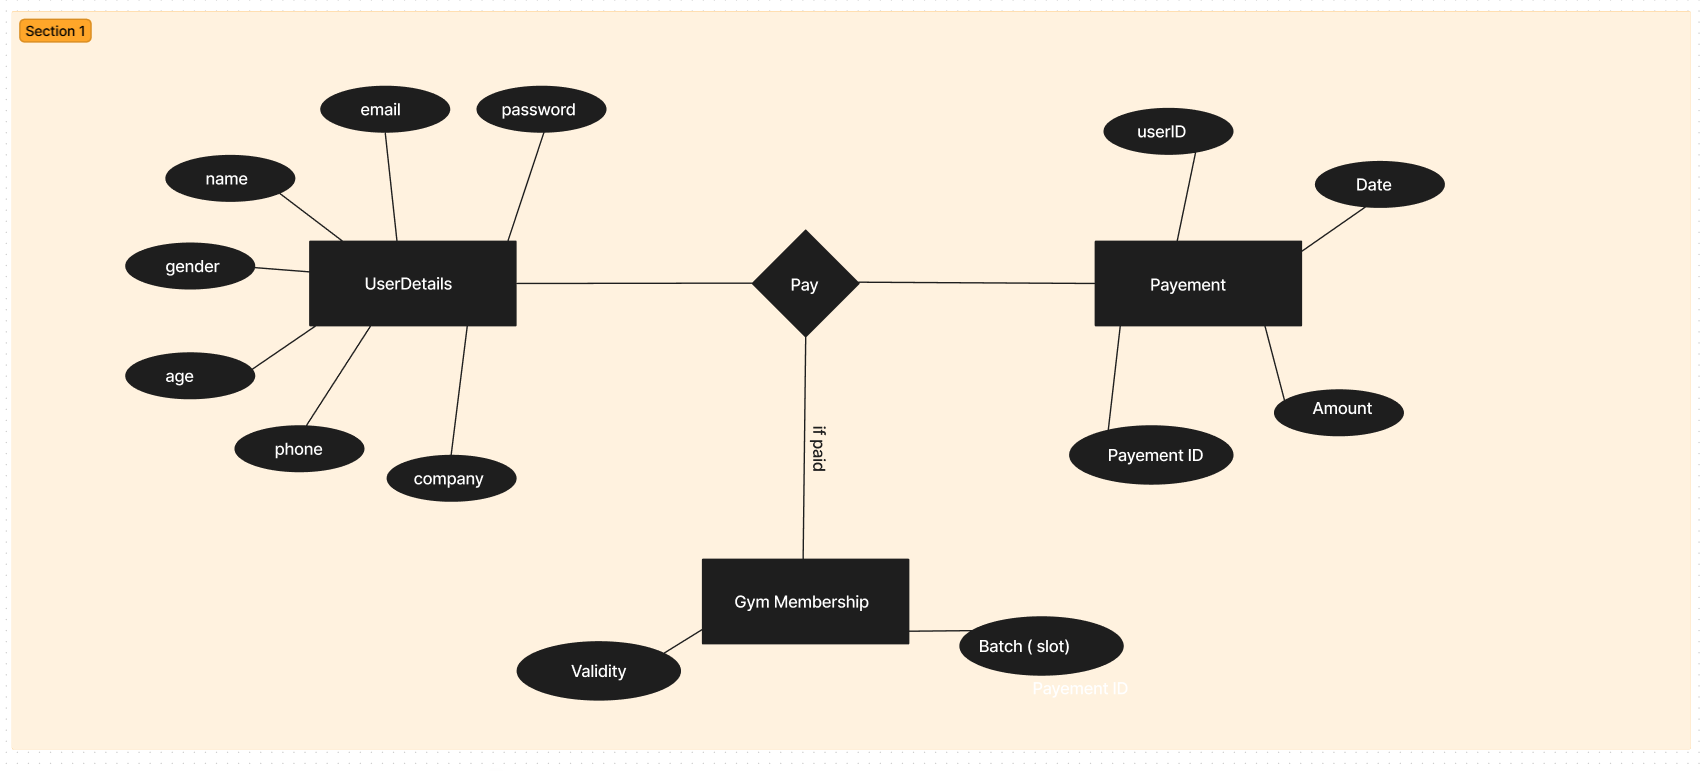 Section 1
email
password
userID
name
Date
gender
UserDetails
Pay
Payement
age
Amount
if paid
phone
Payement ID
company
Gym Membership
Batch ( slot)
Validity
Payement ID